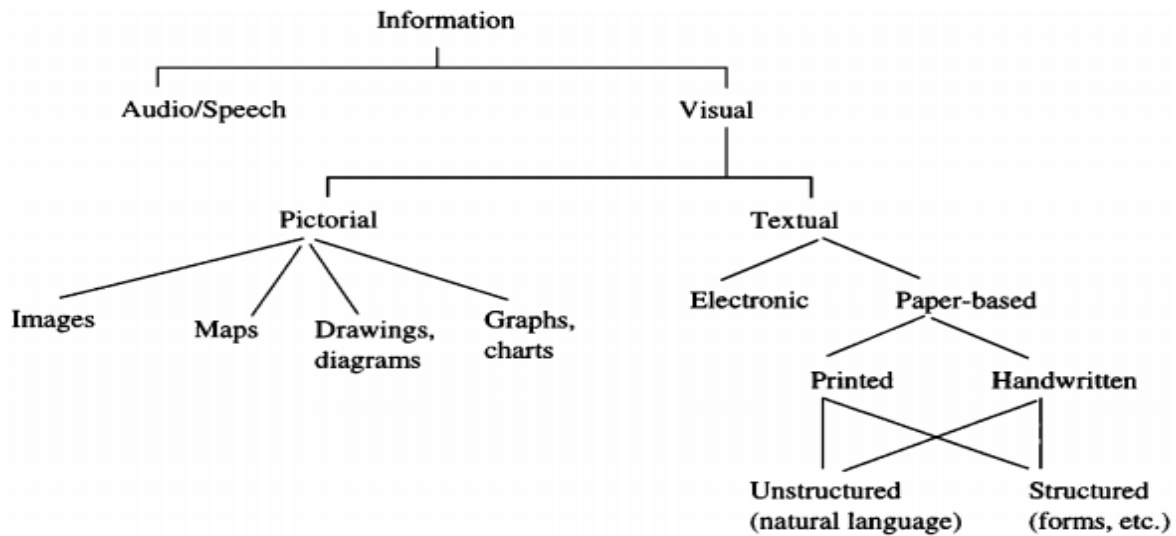 Information
Audio/Speech
Visual
Pictorial
Textual
Images
Maps
Drawings,
diagrams
Graphs,
charts
Electronic
Paper-based
Printed
Handwritten
Unstructured
(natural language)
Structured
(forms, etc.)